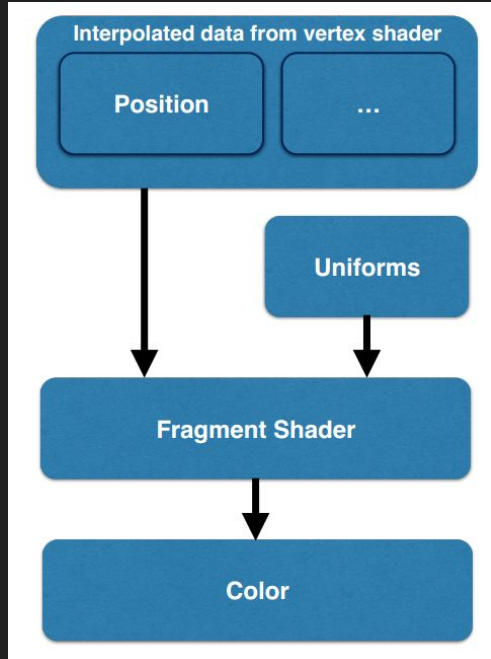 Interpolated data from vertex shader
Position
...
Uniforms
Fragment Shader
Color